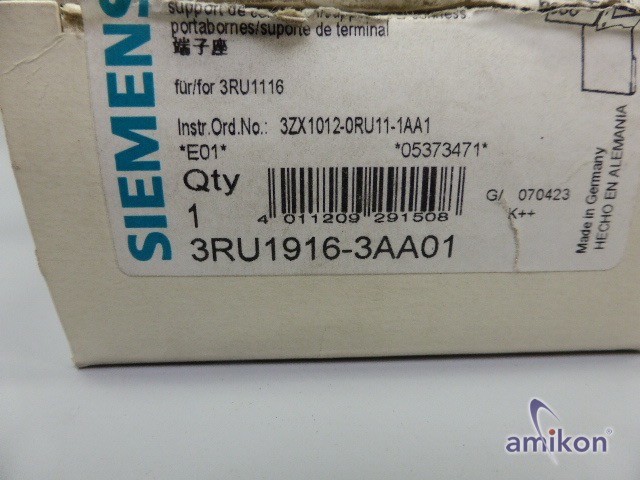 portabornes/suporte de terminal
端子座
für/for 3RU1116
Instr.Ord.No.: 3ZX1012-0RU11-1AA1
*E01* *05373471*
Qty
1
4 011209 291508
G/ 070423
K++
3RU1916-3AA01
SIEMENS
Made in Germany
HECHO EN ALEMANIA
amikon